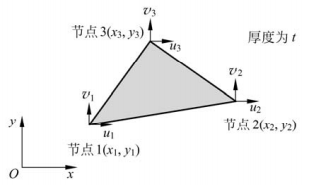 v₃
节点 3(x₃, y₃)
u₃
厚度为 t
v₂
v₁
u₂
u₁
节点 2(x₂, y₂)
y
节点 1(x₁, y₁)
O
x